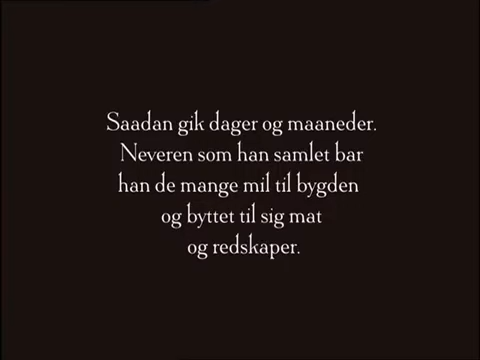 Saadan gik dager og maaneder.
Neveren som han samlet bar
han de mange mil til bygden
og byttet til sig mat
og redskaper.